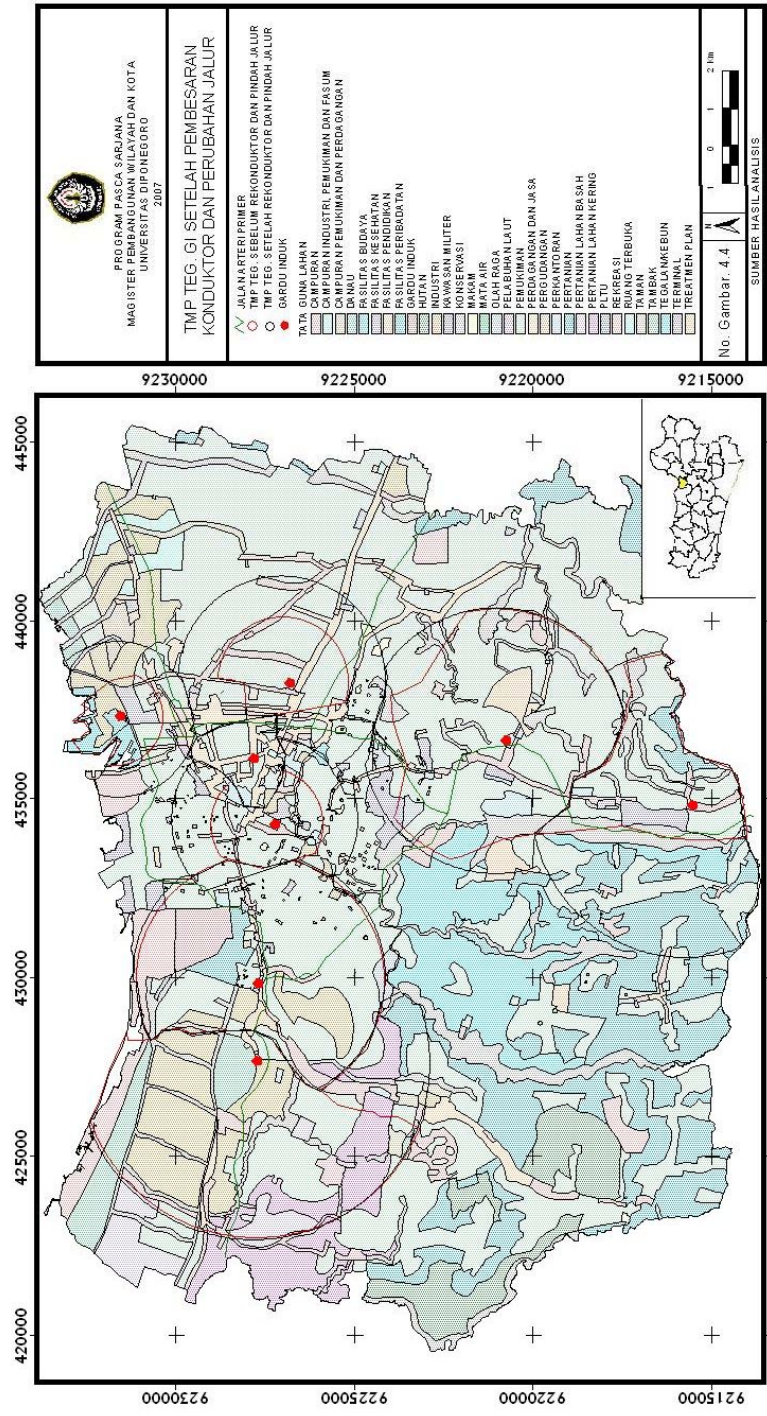 PROGRAM PASCA SARJANA
MAGISTER PEMBANGUNAN WILAYAH DAN KOTA
UNIVERSITAS DIPONEGORO
2007
TMP TEG. GI SETELAH PEMBESARAN
KONDUKTOR DAN PERUBAHAN JALUR
JALAN ARTERI PRIMER
TMP TEG. SEBELUM REKONDUKTOR DAN PINDAH JALUR
TMP TEG. SETELAH REKONDUKTOR DAN PINDAH JALUR
GARDU INDUK
TATA GUNA LAHAN
CAMPURAN
CAMPURAN INDUSTRI, PEMUKIMAN DAN FASUM
CAMPURAN PEMUKIMAN DAN PERDAGANGAN
DANAU
FASILITAS BUDAYA
FASILITAS KESEHATAN
FASILITAS PENDIDIKAN
FASILITAS PERIBADATAN
GARDU INDUK
HUTAN
INDUSTRI
KAWASAN MILITER
KONSERVASI
MAKAM
MATA AIR
OLAH RAGA
PELABUHAN LAUT
PEMUKIMAN
PERDAGANGAN DAN JASA
PERGUDANGAN
PERKANTORAN
PERTANIAN
PERTANIAN LAHAN BASAH
PERTANIAN LAHAN KERING
PLTU
REKREASI
RUANG TERBUKA
TAMAN
TAMBAK
TEGALAN/KEBUN
TERMINAL
TREATMEN PLAN
No. Gambar. 4.4
N
1 0 1 2 Km
SUMBER HASIL ANALISIS
420000 425000 430000 435000 440000 445000
9230000 9230000
9225000 9225000
9220000 9220000
9215000 9215000